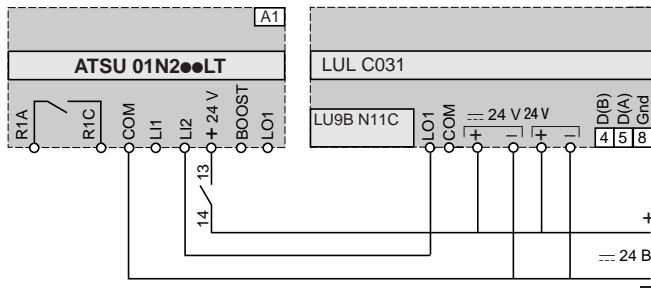 A1
ATSU 01N2●●LT
R1A
R1C
COM
LI1
LI2
+ 24 V
BOOST
LO1
LUL C031
LU9B N11C
LO1
COM
24 V 24 V
+ – + –
D(B)
D(A)
Gnd
4 5 8
13
14
+
24 B
–